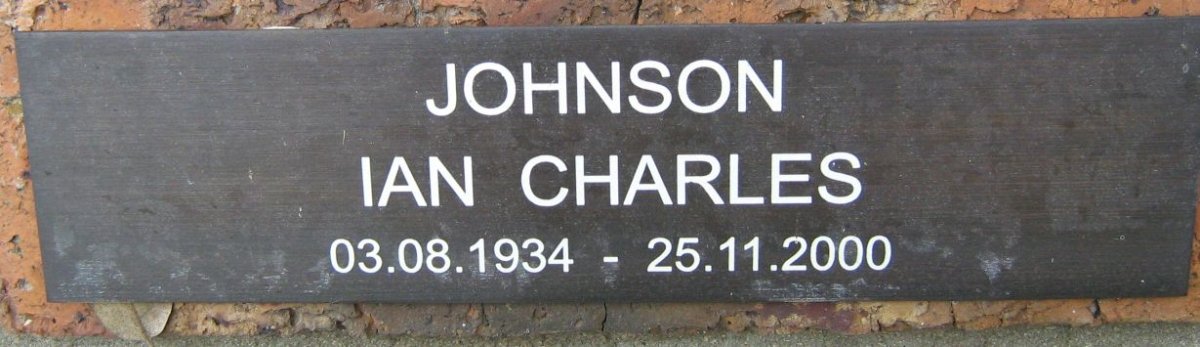 JOHNSON
IAN CHARLES
03.08.1934 - 25.11.2000